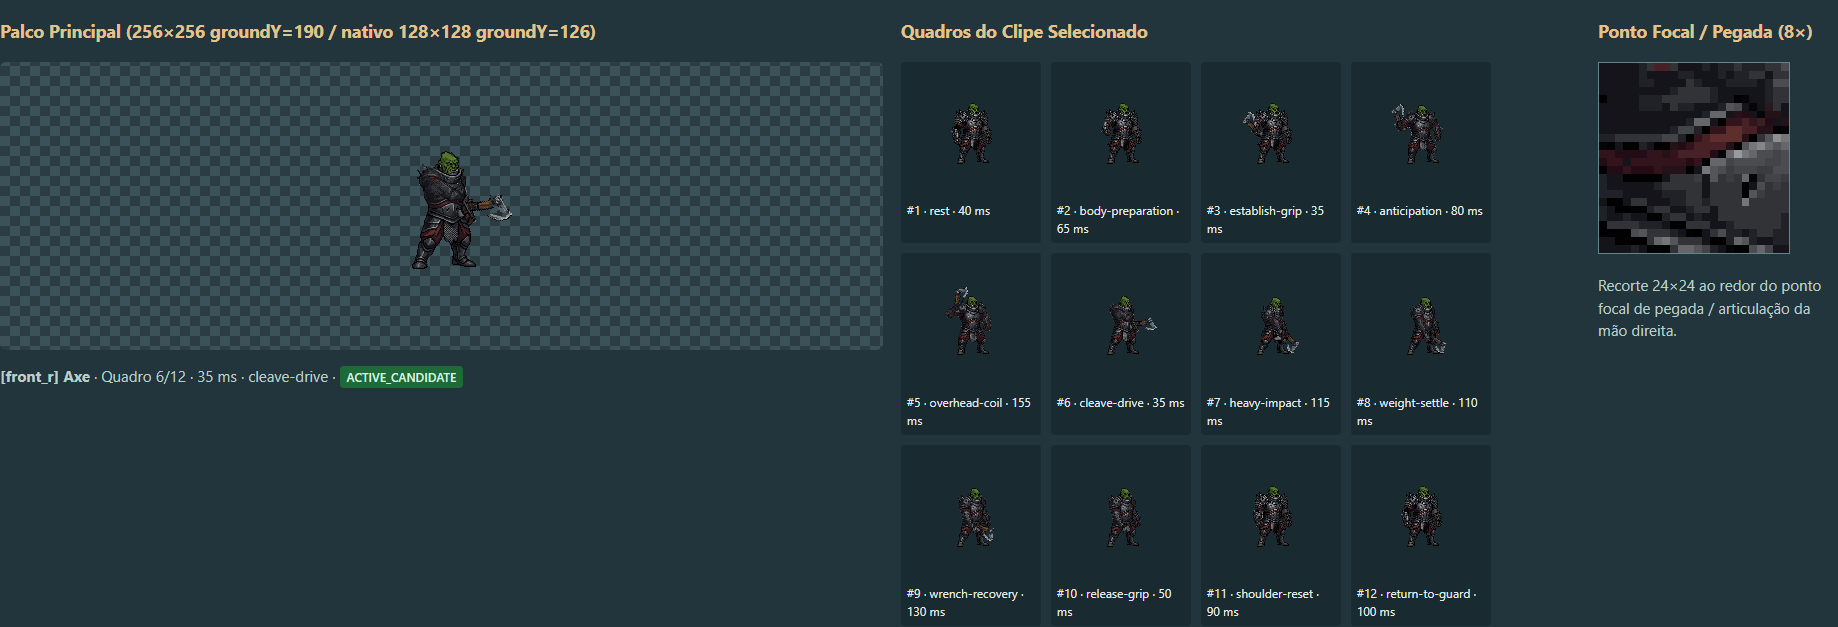 Palco Principal (256×256 groundY=190 / nativo 128×128 groundY=126)
[front_r] Axe · Quadro 6/12 · 35 ms · cleave-drive · ACTIVE_CANDIDATE
Quadros do Clipe Selecionado
#1 · rest · 40 ms
#2 · body-preparation ·
65 ms
#3 · establish-grip · 35
ms
#4 · anticipation · 80 ms
#5 · overhead-coil · 155
ms
#6 · cleave-drive · 35 ms
#7 · heavy-impact · 115
ms
#8 · weight-settle · 110
ms
#9 · wrench-recovery ·
130 ms
#10 · release-grip · 50
ms
#11 · shoulder-reset ·
90 ms
#12 · return-to-guard ·
100 ms
Ponto Focal / Pegada (8×)
Recorte 24×24 ao redor do ponto
focal de pegada / articulação da
mão direita.